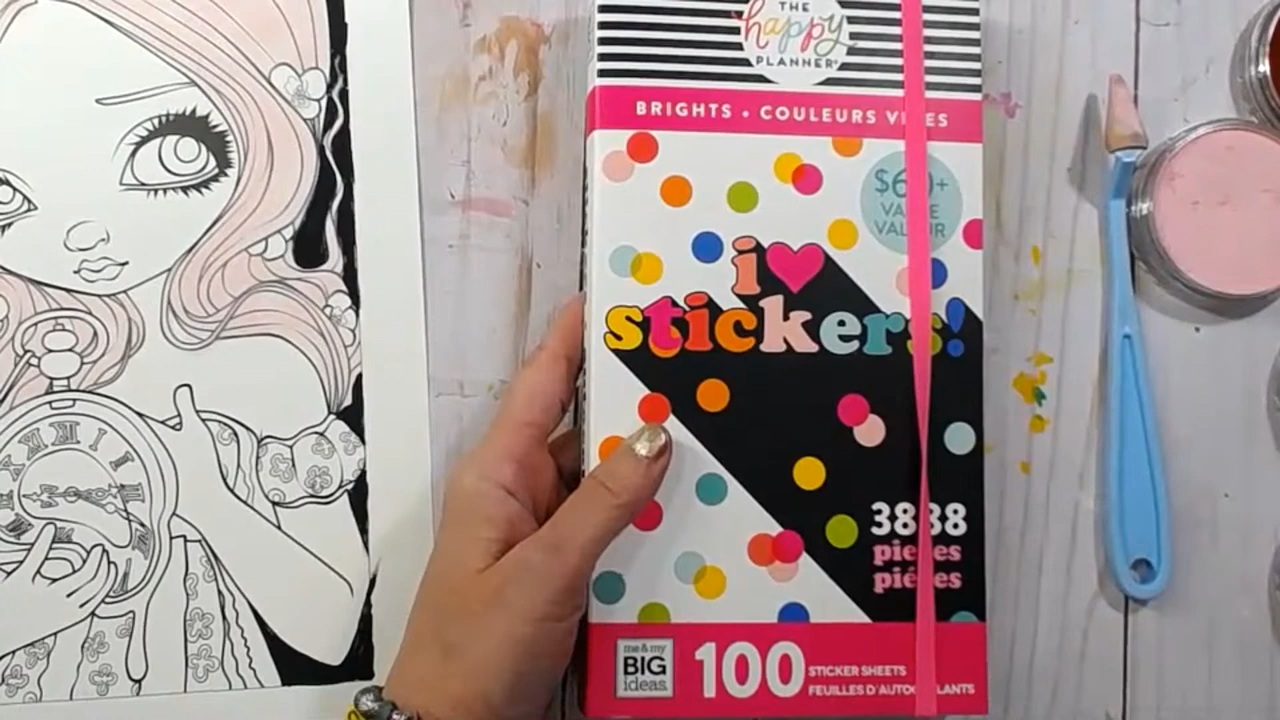 THE
happy
PLANNER
BRIGHTS • COULEURS VIVES
$60+
VALUE
VALEUR
i
stickers!
3888
pieces
pièces
me & my
BIG
ideas.
100
STICKER SHEETS
FEUILLES D'AUTOCOLLANTS